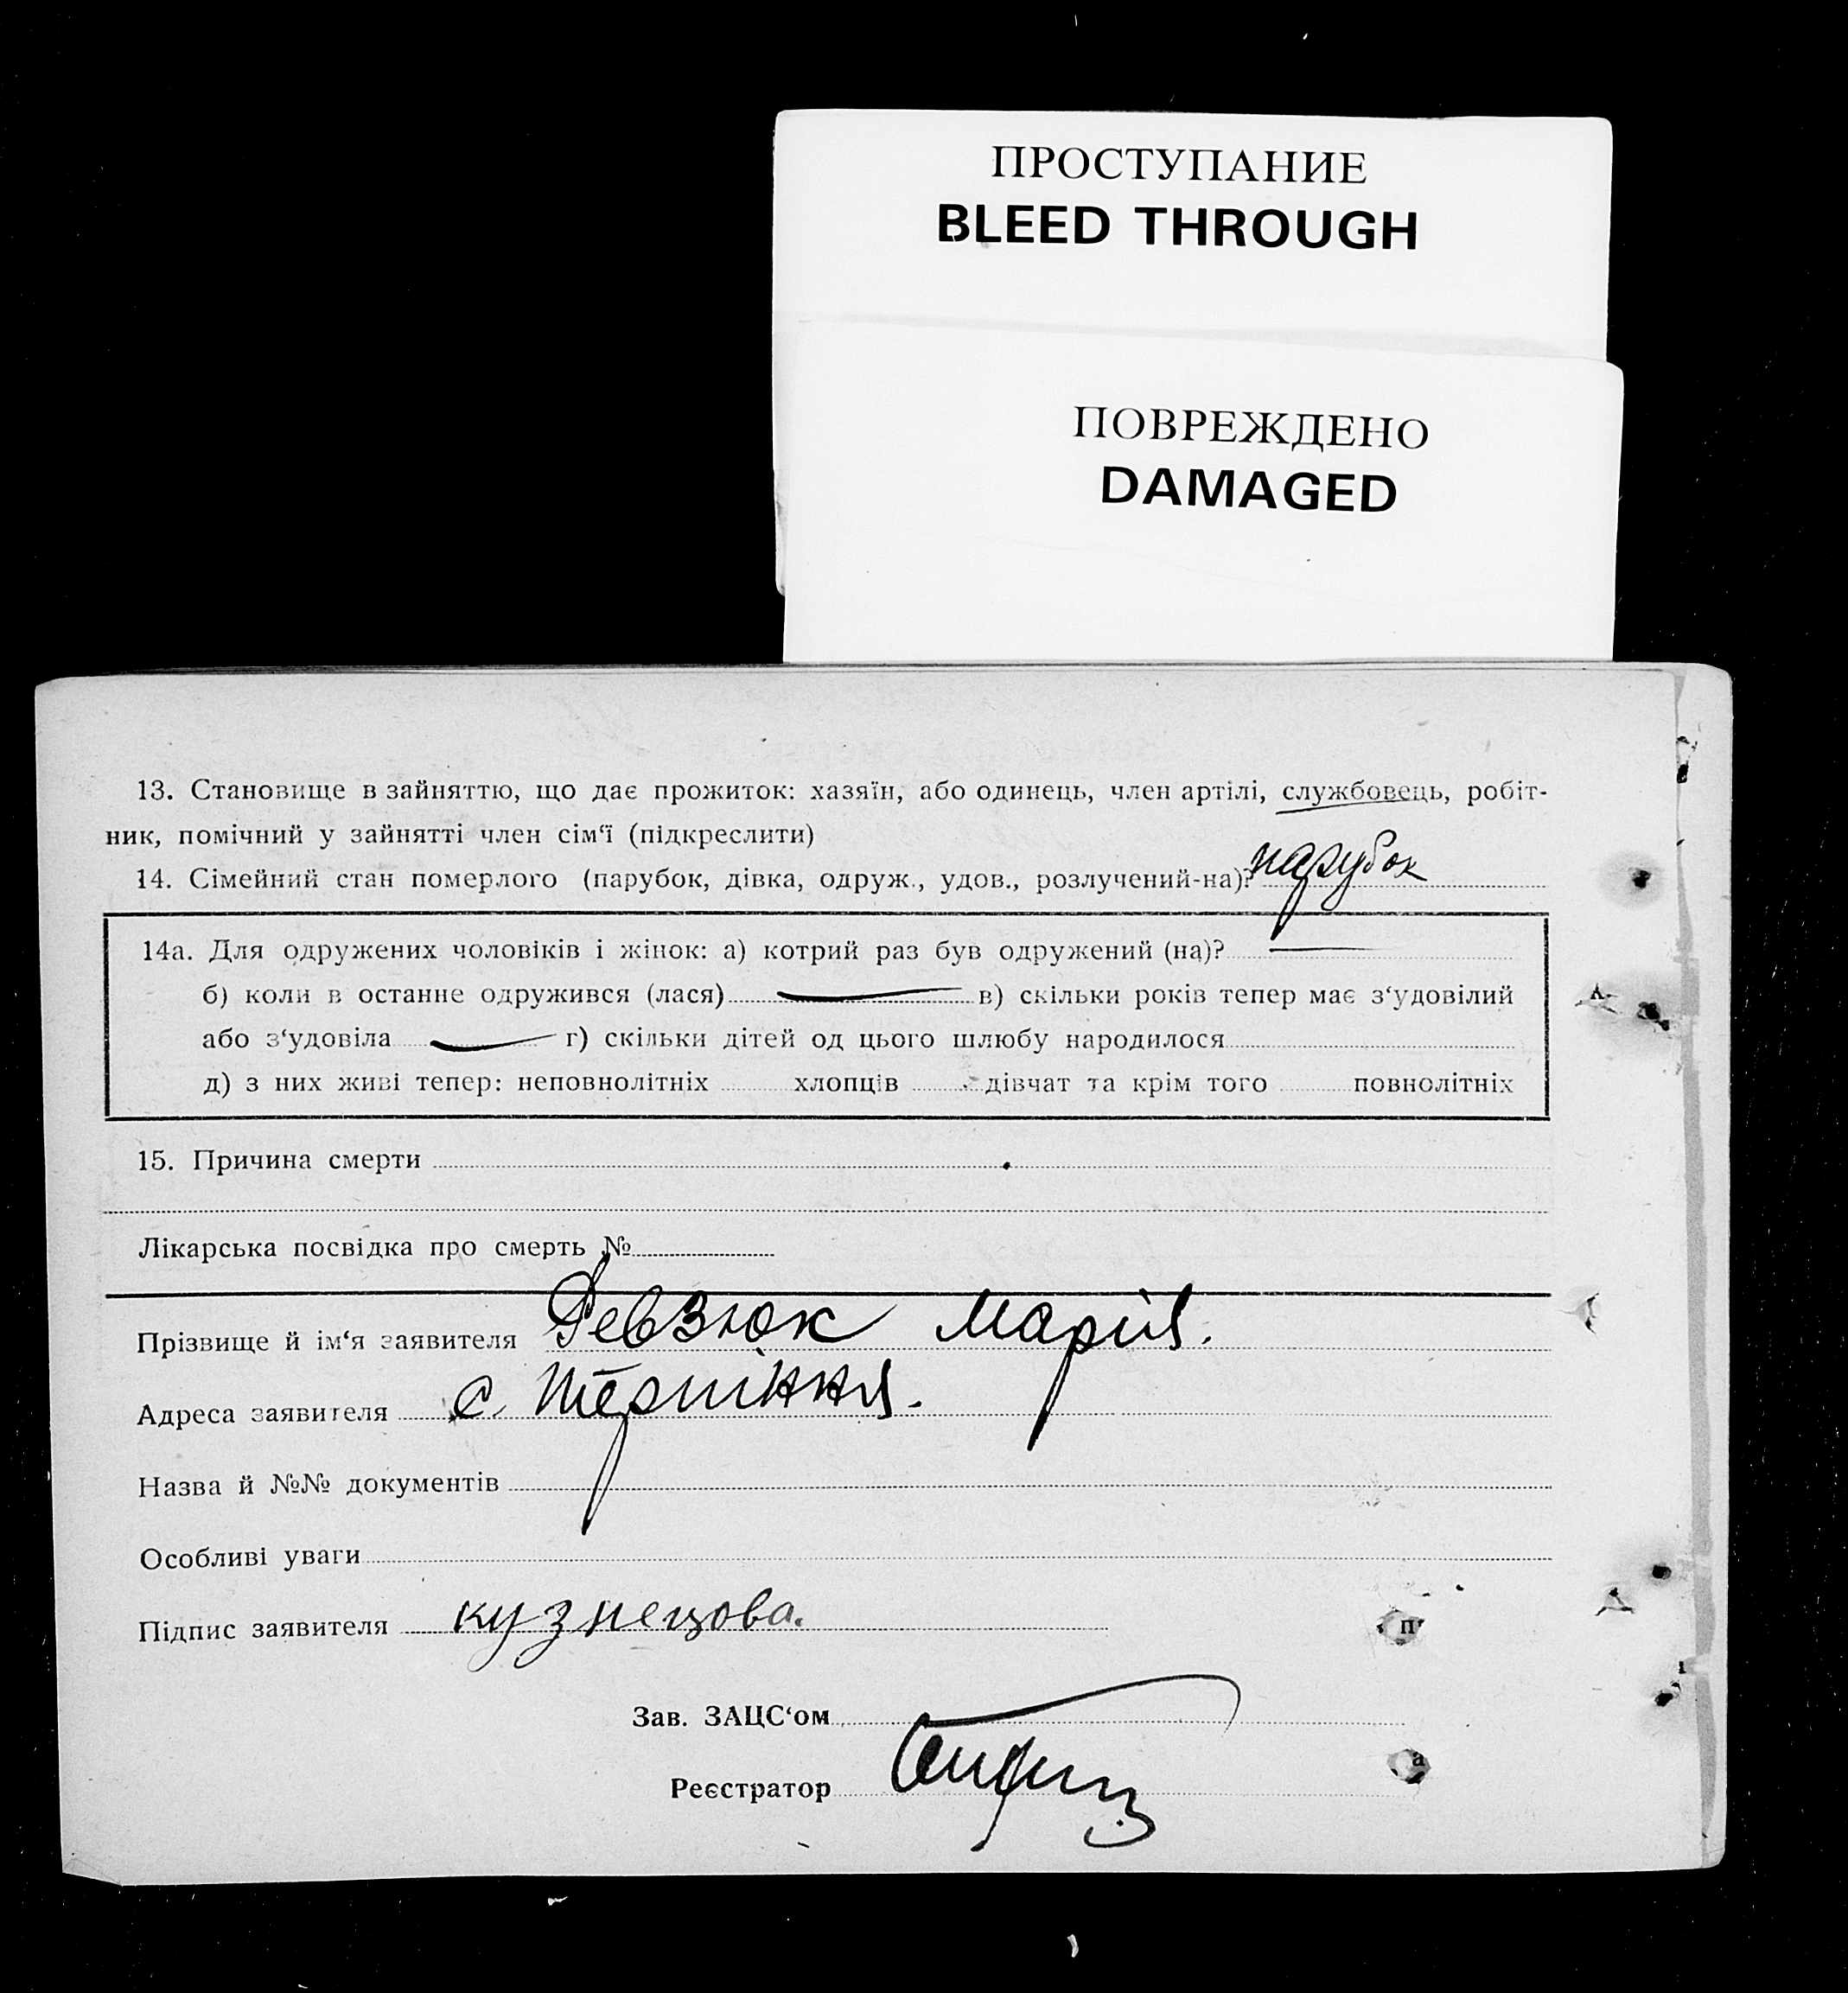 ПРОСТУПАНИЕ
BLEED THROUGH
ПОВРЕЖДЕНО
DAMAGED
13. Становище в зайняттю, що дає прожиток: хазяїн, або одинець, член артілі, службовець, робіт-
ник, помічний у зайнятті член сім‘ї (підкреслити)
14. Сімейний стан померлого (парубок, дівка, одруж., удов., розлучений-на)? парубок
14а. Для одружених чоловіків і жінок: а) котрий раз був одружений (на)?
б) коли в останнє одружився (лася) в) скільки років тепер має з‘удовілий
або з‘удовіла г) скільки дітей од цього шлюбу народилося
д) з них живі тепер: неповнолітніх хлопців дівчат та крім того повнолітніх
15. Причина смерти
Лікарська посвідка про смерть №
Прізвище й ім‘я заявителя Девзюк Марія.
Адреса заявителя с. Терпіння.
Назва й №№ документів
Особливі уваги
Підпис заявителя кузнецова.
Зав. ЗАЦС‘ом
Реєстратор